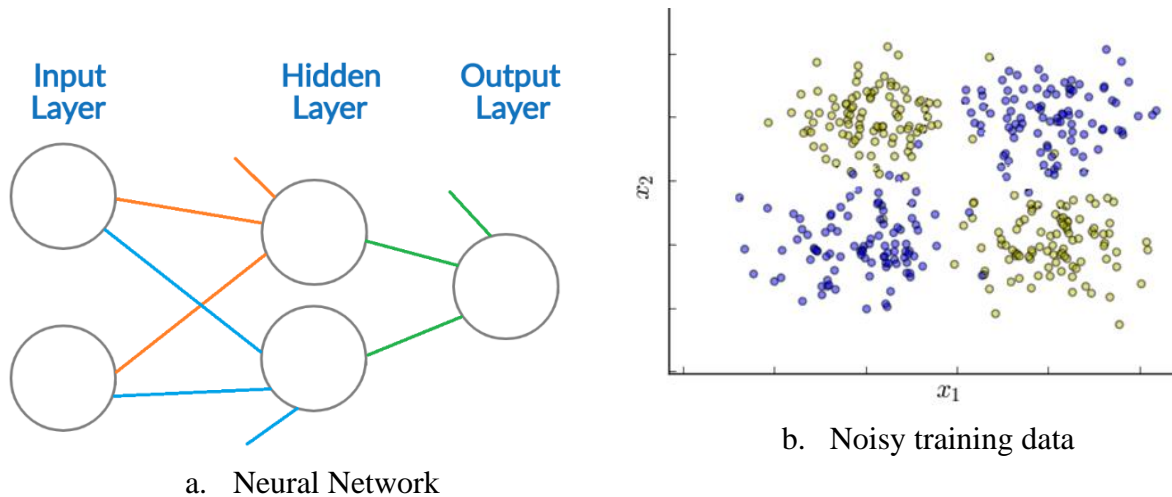 Input
Layer
Hidden
Layer
Output
Layer
a. Neural Network
x₂
x₁
b. Noisy training data